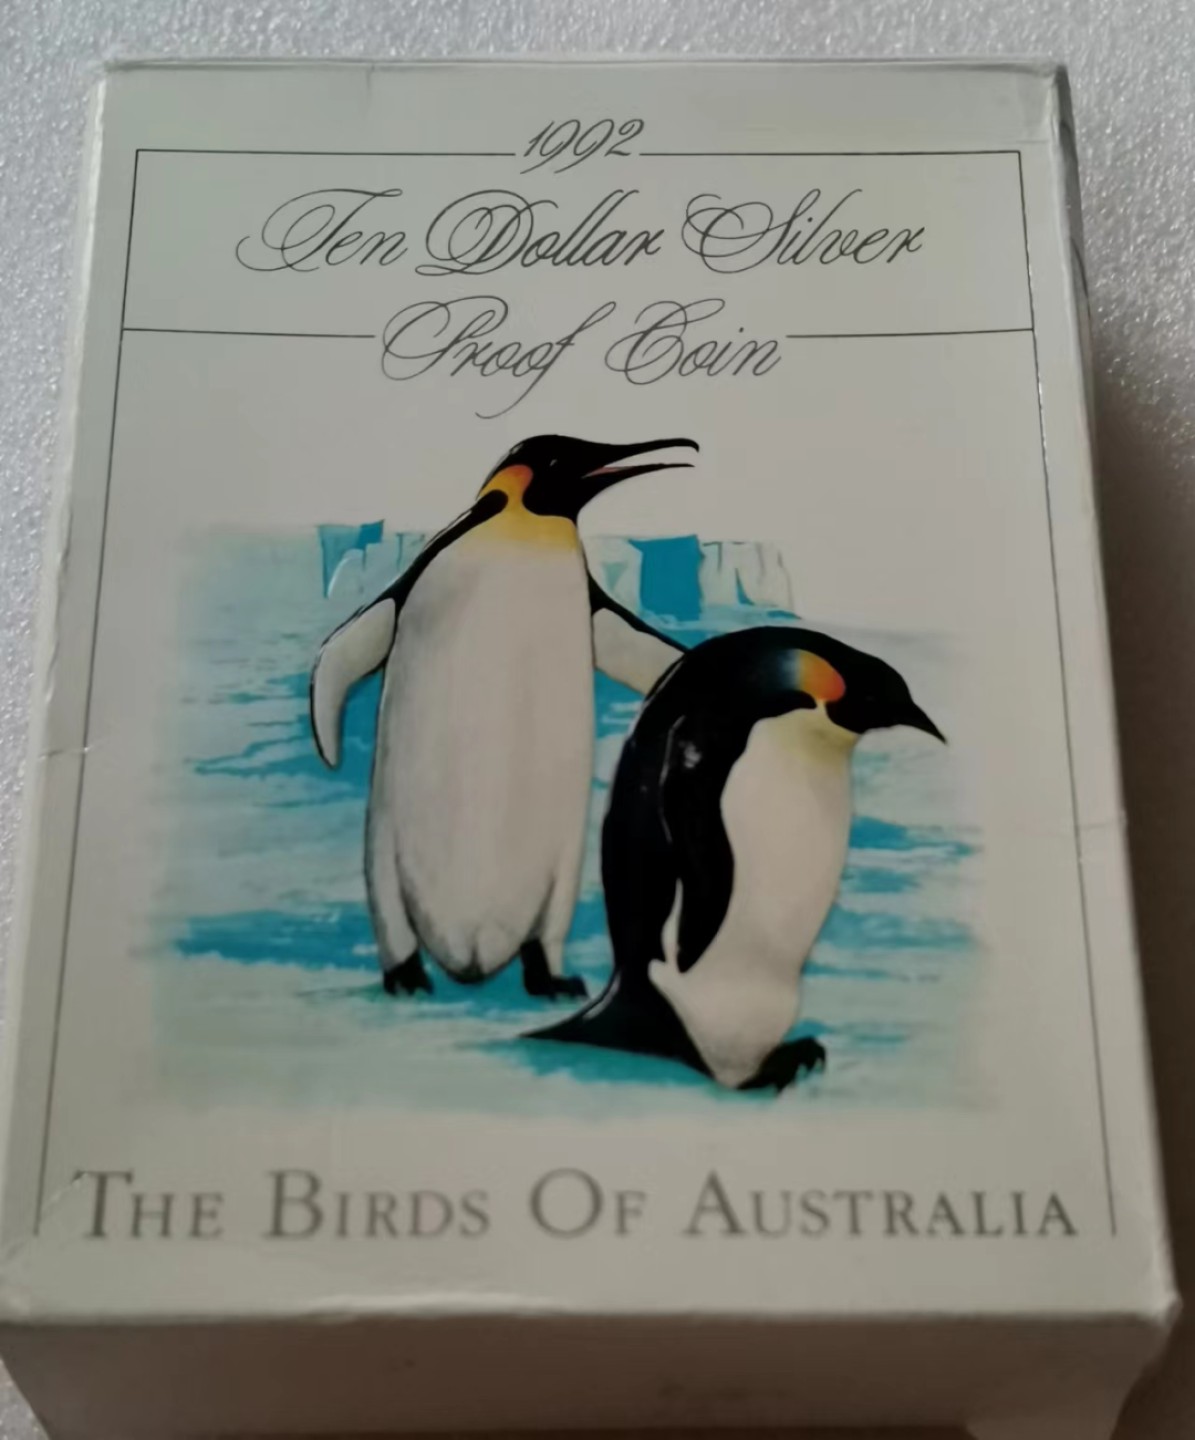 1992
Ten Dollar Silver
Proof Coin
THE BIRDS OF AUSTRALIA